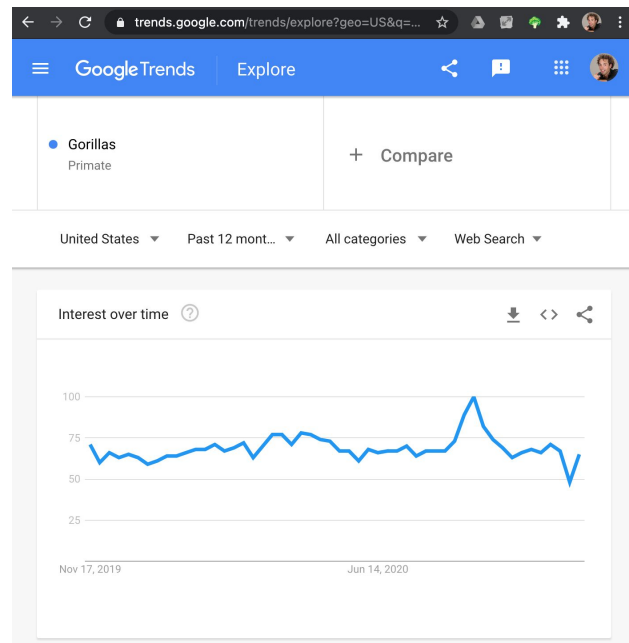 trends.google.com/trends/explore?geo=US&q=...
Google Trends Explore
Gorillas
Primate
+ Compare
United States Past 12 mont... All categories Web Search
Interest over time
100
75
50
25
Nov 17, 2019 Jun 14, 2020